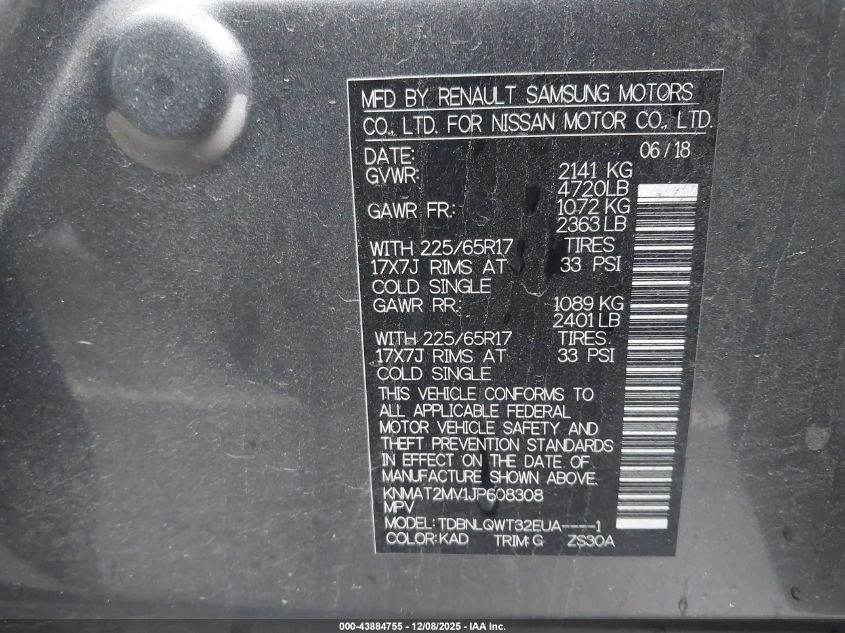 MFD BY RENAULT SAMSUNG MOTORS
CO., LTD. FOR NISSAN MOTOR CO., LTD.
DATE: 06/18
GVWR: 2141 KG
4720LB
GAWR FR.: 1072 KG
2363 LB
WITH 225/65R17 TIRES
17X7J RIMS AT 33 PSI
COLD SINGLE
GAWR RR.: 1089 KG
2401 LB
WITH 225/65R17 TIRES
17X7J RIMS AT 33 PSI
COLD SINGLE
THIS VEHICLE CONFORMS TO
ALL APPLICABLE FEDERAL
MOTOR VEHICLE SAFETY AND
THEFT PREVENTION STANDARDS
IN EFFECT ON THE DATE OF
MANUFACTURE SHOWN ABOVE.
KNMAT2MV1JP608308
MPV
MODEL: TDBNLQWT32EUA----1
COLOR: KAD TRIM: G ZS30A
000-43884755 - 12/08/2025 - IAA Inc.